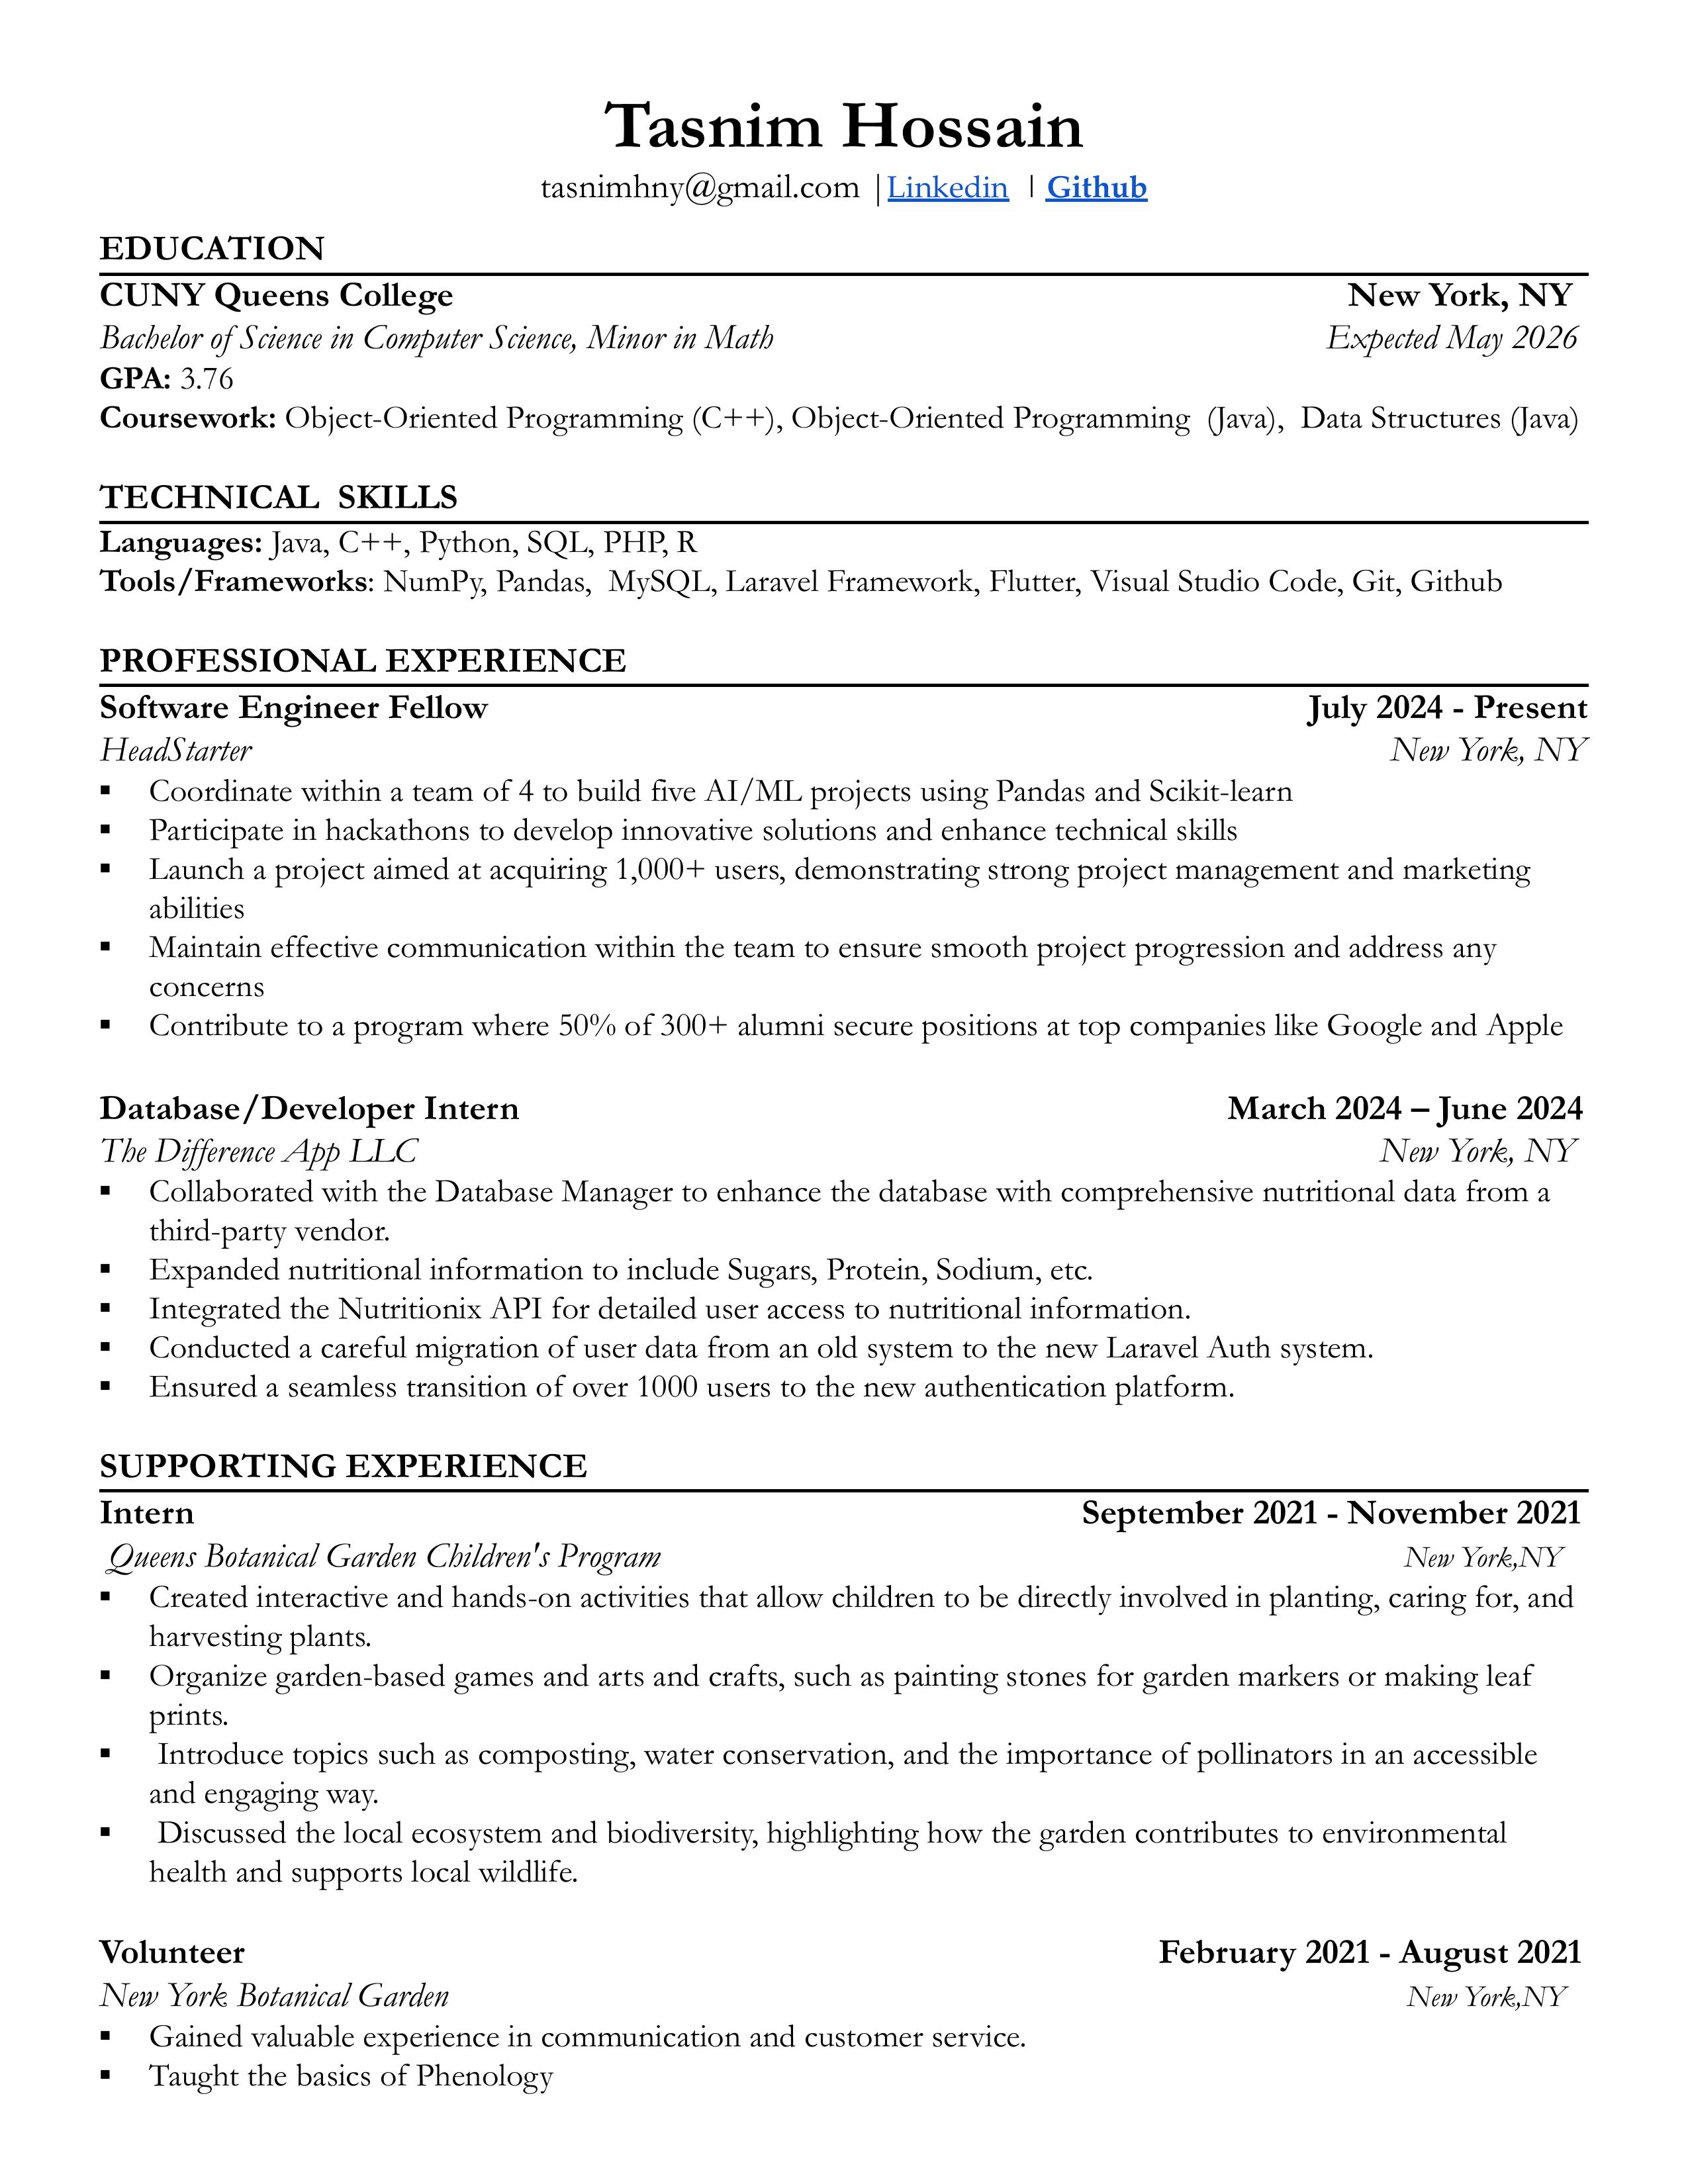 Tasnim Hossain
tasnimhny@gmail.com | Linkedin | Github
EDUCATION
CUNY Queens College New York, NY
Bachelor of Science in Computer Science, Minor in Math Expected May 2026
GPA: 3.76
Coursework: Object-Oriented Programming (C++), Object-Oriented Programming (Java), Data Structures (Java)
TECHNICAL SKILLS
Languages: Java, C++, Python, SQL, PHP, R
Tools/Frameworks: NumPy, Pandas, MySQL, Laravel Framework, Flutter, Visual Studio Code, Git, Github
PROFESSIONAL EXPERIENCE
Software Engineer Fellow July 2024 - Present
HeadStarter New York, NY
▪ Coordinate within a team of 4 to build five AI/ML projects using Pandas and Scikit-learn
▪ Participate in hackathons to develop innovative solutions and enhance technical skills
▪ Launch a project aimed at acquiring 1,000+ users, demonstrating strong project management and marketing
abilities
▪ Maintain effective communication within the team to ensure smooth project progression and address any
concerns
▪ Contribute to a program where 50% of 300+ alumni secure positions at top companies like Google and Apple
Database/Developer Intern March 2024 – June 2024
The Difference App LLC New York, NY
▪ Collaborated with the Database Manager to enhance the database with comprehensive nutritional data from a
third-party vendor.
▪ Expanded nutritional information to include Sugars, Protein, Sodium, etc.
▪ Integrated the Nutritionix API for detailed user access to nutritional information.
▪ Conducted a careful migration of user data from an old system to the new Laravel Auth system.
▪ Ensured a seamless transition of over 1000 users to the new authentication platform.
SUPPORTING EXPERIENCE
Intern September 2021 - November 2021
Queens Botanical Garden Children's Program New York,NY
▪ Created interactive and hands-on activities that allow children to be directly involved in planting, caring for, and
harvesting plants.
▪ Organize garden-based games and arts and crafts, such as painting stones for garden markers or making leaf
prints.
▪ Introduce topics such as composting, water conservation, and the importance of pollinators in an accessible
and engaging way.
▪ Discussed the local ecosystem and biodiversity, highlighting how the garden contributes to environmental
health and supports local wildlife.
Volunteer February 2021 - August 2021
New York Botanical Garden New York,NY
▪ Gained valuable experience in communication and customer service.
▪ Taught the basics of Phenology